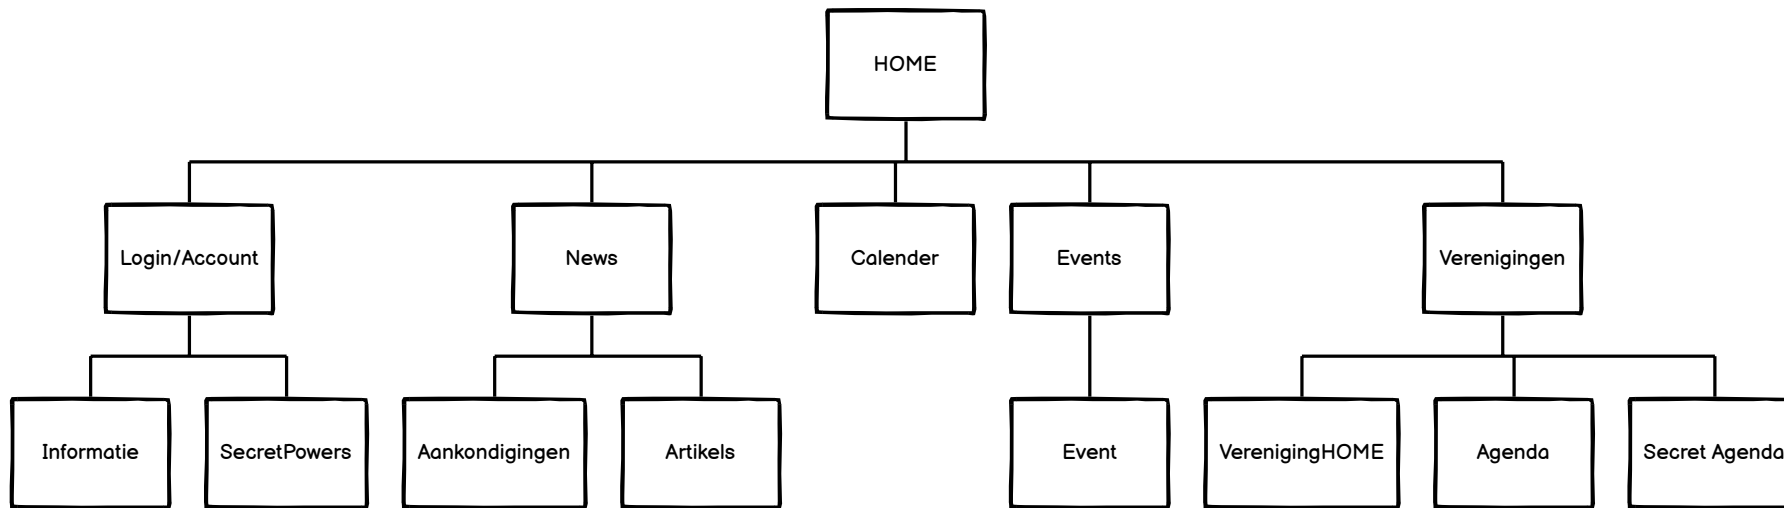 HOME
Login/Account
News
Calender
Events
Verenigingen
Informatie
SecretPowers
Aankondigingen
Artikels
Event
VerenigingHOME
Agenda
Secret Agenda